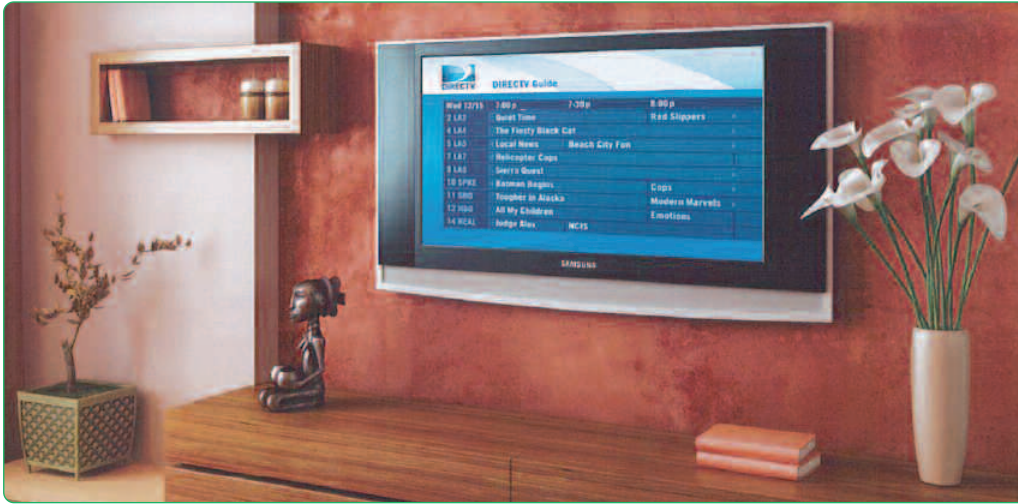 DIRECTV DIRECTV Guide
Wed 12/15 7:00 p 7:30 p 8:00 p
Quiet Time Red Slippers
The Fiesty Black Cat
Local News Beach City Fun
Helicopter Cops
Quest
Batman Begins Cops
Tougher in Alaska Modern Marvels
All My Children Emotions
Judge Alex NCIS
SAMSUNG